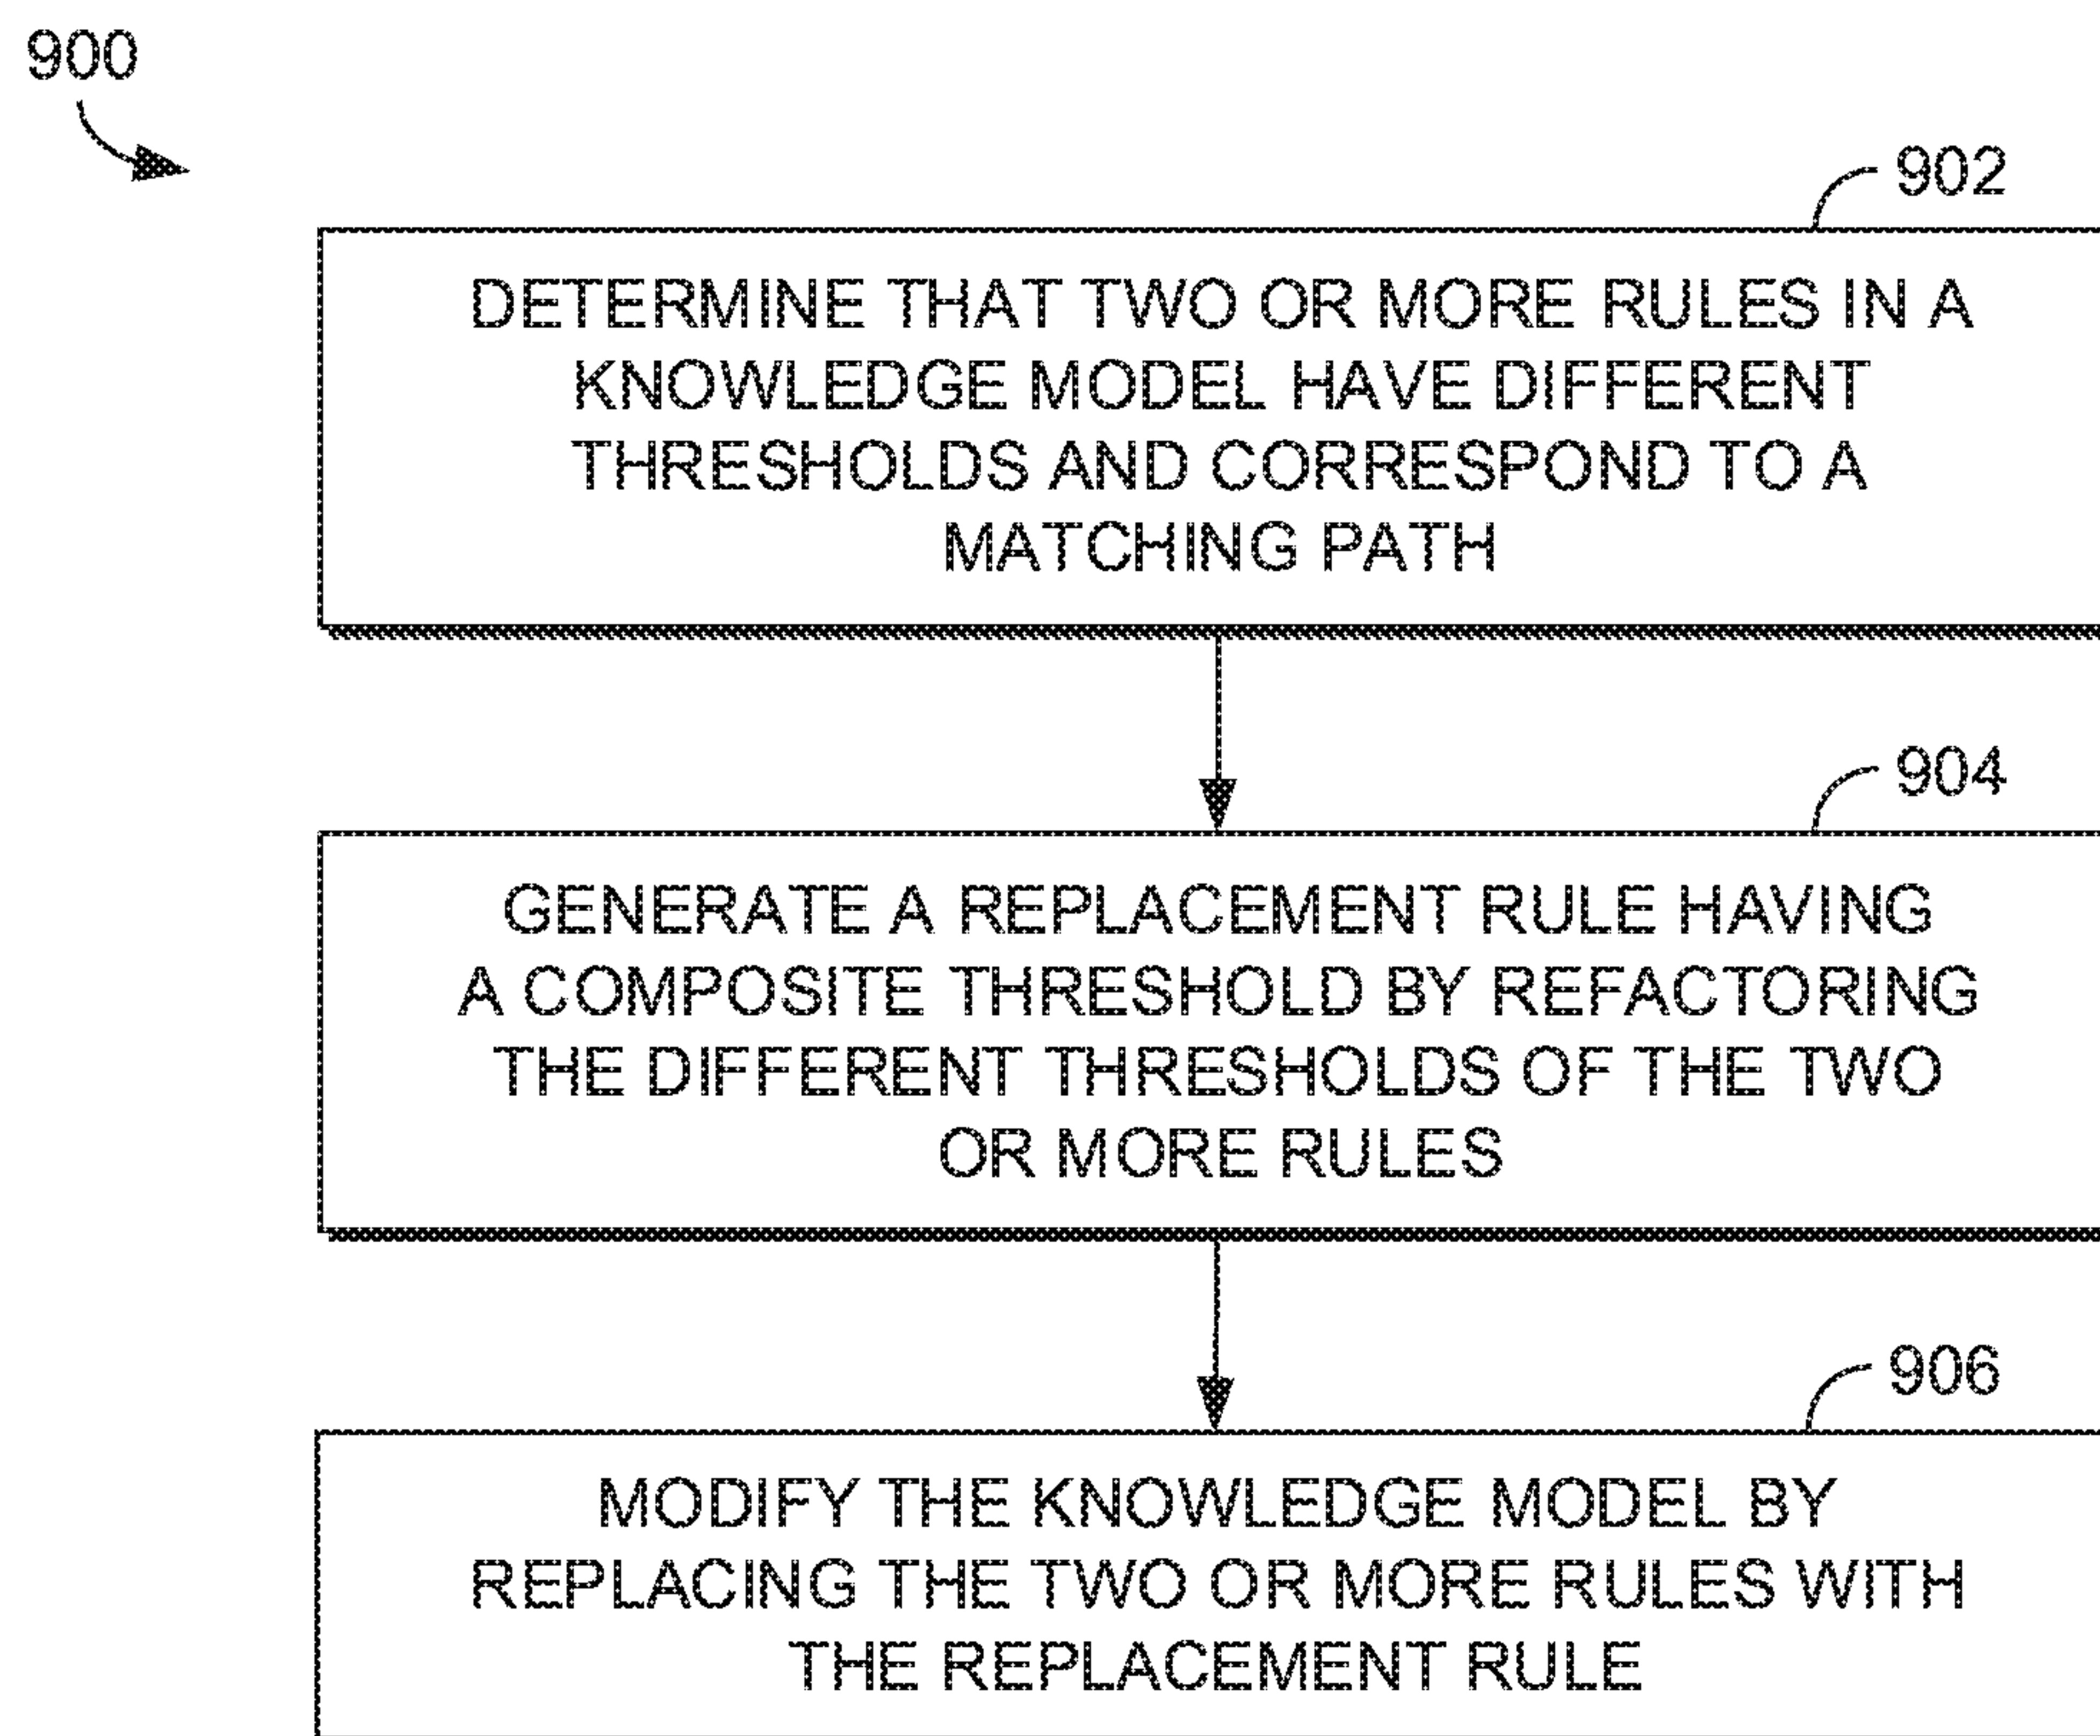 900
902
DETERMINE THAT TWO OR MORE RULES IN A
KNOWLEDGE MODEL HAVE DIFFERENT
THRESHOLDS AND CORRESPOND TO A
MATCHING PATH
904
GENERATE A REPLACEMENT RULE HAVING
A COMPOSITE THRESHOLD BY REFACTORING
THE DIFFERENT THRESHOLDS OF THE TWO
OR MORE RULES
906
MODIFY THE KNOWLEDGE MODEL BY
REPLACING THE TWO OR MORE RULES WITH
THE REPLACEMENT RULE